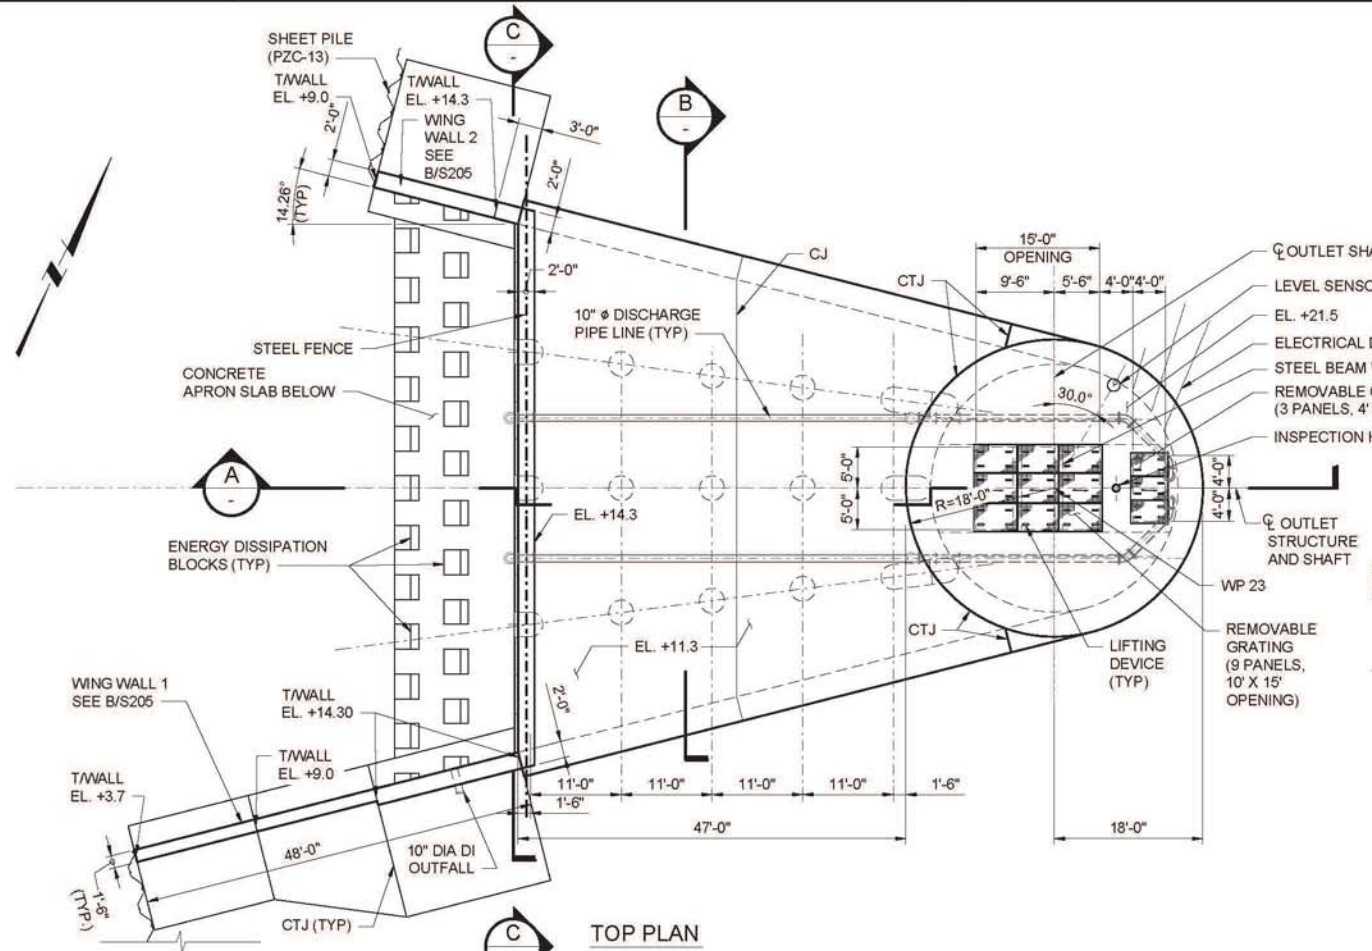 SHEET PILE
(PZC-13)
T/WALL
EL. +9.0
2'-0"
T/WALL
EL. +14.3
WING
WALL 2
SEE
B/S205
C
-
3'-0"
2'-0"
B
-
14.26°
(TYP)
2'-0"
CJ
CTJ
15'-0"
OPENING
9'-6"
5'-6"
4'-0"
4'-0"
℄ OUTLET SHA
LEVEL SENSO
EL. +21.5
ELECTRICAL D
STEEL BEAM
REMOVABLE
(3 PANELS, 4'
INSPECTION H
10" ø DISCHARGE
PIPE LINE (TYP)
STEEL FENCE
CONCRETE
APRON SLAB BELOW
30.0°
A
-
5'-0"
5'-0"
R=18'-0"
4'-0"
4'-0"
EL. +14.3
℄ OUTLET
STRUCTURE
AND SHAFT
ENERGY DISSIPATION
BLOCKS (TYP)
WP 23
CTJ
EL. +11.3
LIFTING
DEVICE
(TYP)
REMOVABLE
GRATING
(9 PANELS,
10' X 15'
OPENING)
WING WALL 1
SEE B/S205
T/WALL
EL. +14.30
2'-0"
T/WALL
EL. +9.0
T/WALL
EL. +3.7
11'-0"
11'-0"
11'-0"
11'-0"
1'-6"
1'-6"
47'-0"
18'-0"
48'-0"
10" DIA DI
OUTFALL
1'-6"
(TYP.)
CTJ (TYP)
C
TOP PLAN